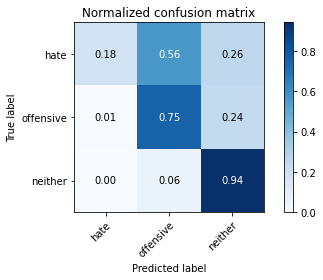 Normalized confusion matrix
True label
hate
0.18 0.56 0.26
offensive
0.01 0.75 0.24
neither
0.00 0.06 0.94
hate offensive neither
Predicted label
0.8
0.6
0.4
0.2
0.0